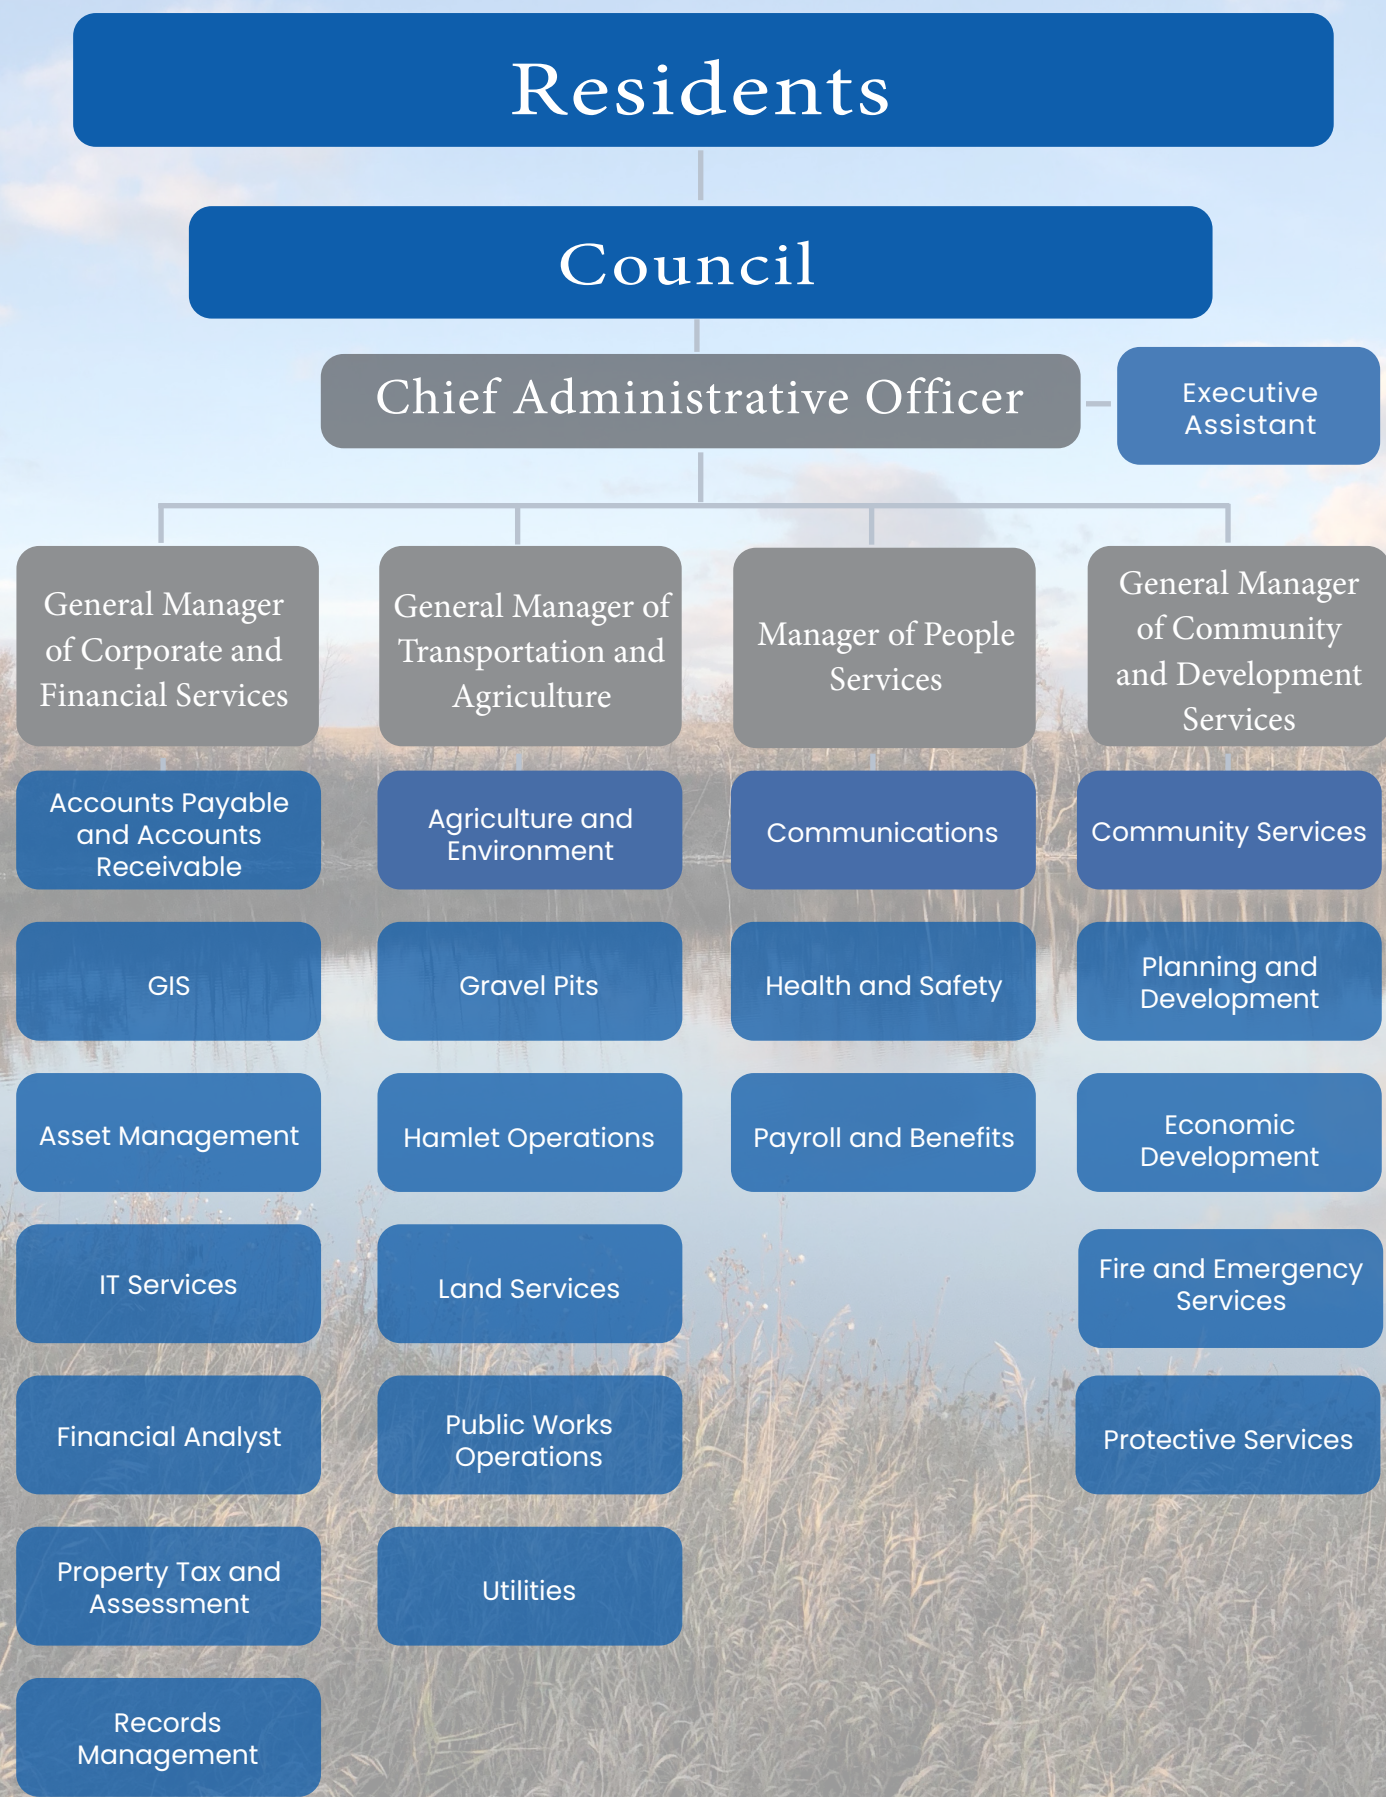 Residents
Council
Chief Administrative Officer
Executive
Assistant
General Manager
of Corporate and
Financial Services
General Manager of
Transportation and
Agriculture
Manager of People
Services
General Manager
of Community
and Development
Services
Accounts Payable
and Accounts
Receivable
GIS
Asset Management
IT Services
Financial Analyst
Property Tax and
Assessment
Records
Management
Agriculture and
Environment
Gravel Pits
Hamlet Operations
Land Services
Public Works
Operations
Utilities
Communications
Health and Safety
Payroll and Benefits
Community Services
Planning and
Development
Economic
Development
Fire and Emergency
Services
Protective Services